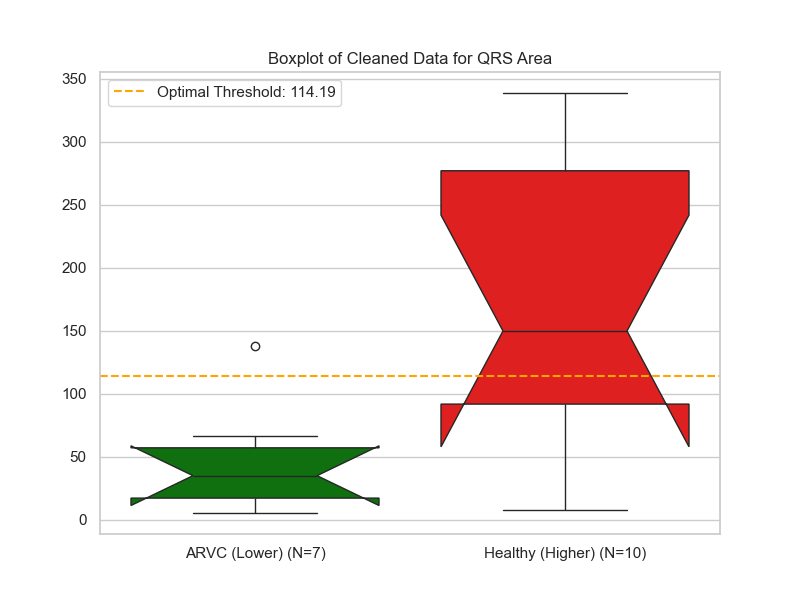 Boxplot of Cleaned Data for QRS Area
Optimal Threshold: 114.19
350
300
250
200
150
100
50
0
ARVC (Lower) (N=7)
Healthy (Higher) (N=10)